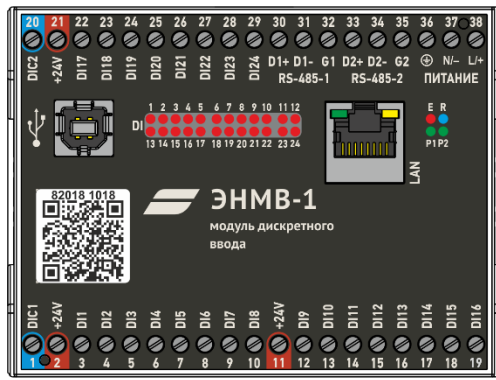 20 21 22 23 24 25 26 27 28 29 30 31 32 33 34 35 36 37 38
DIC2 +24V DI17 DI18 DI19 DI20 DI21 DI22 DI23 DI24 D1+ D1- G1 D2+ D2- G2 N/– L/+
RS-485-1 RS-485-2 ПИТАНИЕ
1 2 3 4 5 6 7 8 9 10 11 12
DI
13 14 15 16 17 18 19 20 21 22 23 24
E R
P1 P2
LAN
82018 1018
ЭНМВ-1
модуль дискретного
ввода
DIC1 +24V DI1 DI2 DI3 DI4 DI5 DI6 DI7 DI8 +24V DI9 DI10 DI11 DI12 DI13 DI14 DI15 DI16
1 2 3 4 5 6 7 8 9 10 11 12 13 14 15 16 17 18 19